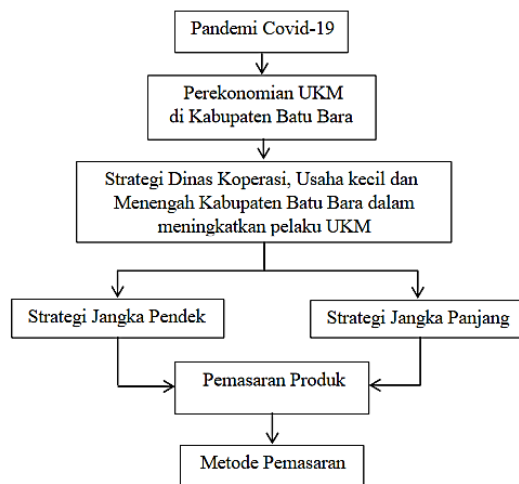 Pandemi Covid-19
Perekonomian UKM
di Kabupaten Batu Bara
Strategi Dinas Koperasi, Usaha kecil dan
Menengah Kabupaten Batu Bara dalam
meningkatkan pelaku UKM
Strategi Jangka Pendek
Strategi Jangka Panjang
Pemasaran Produk
Metode Pemasaran